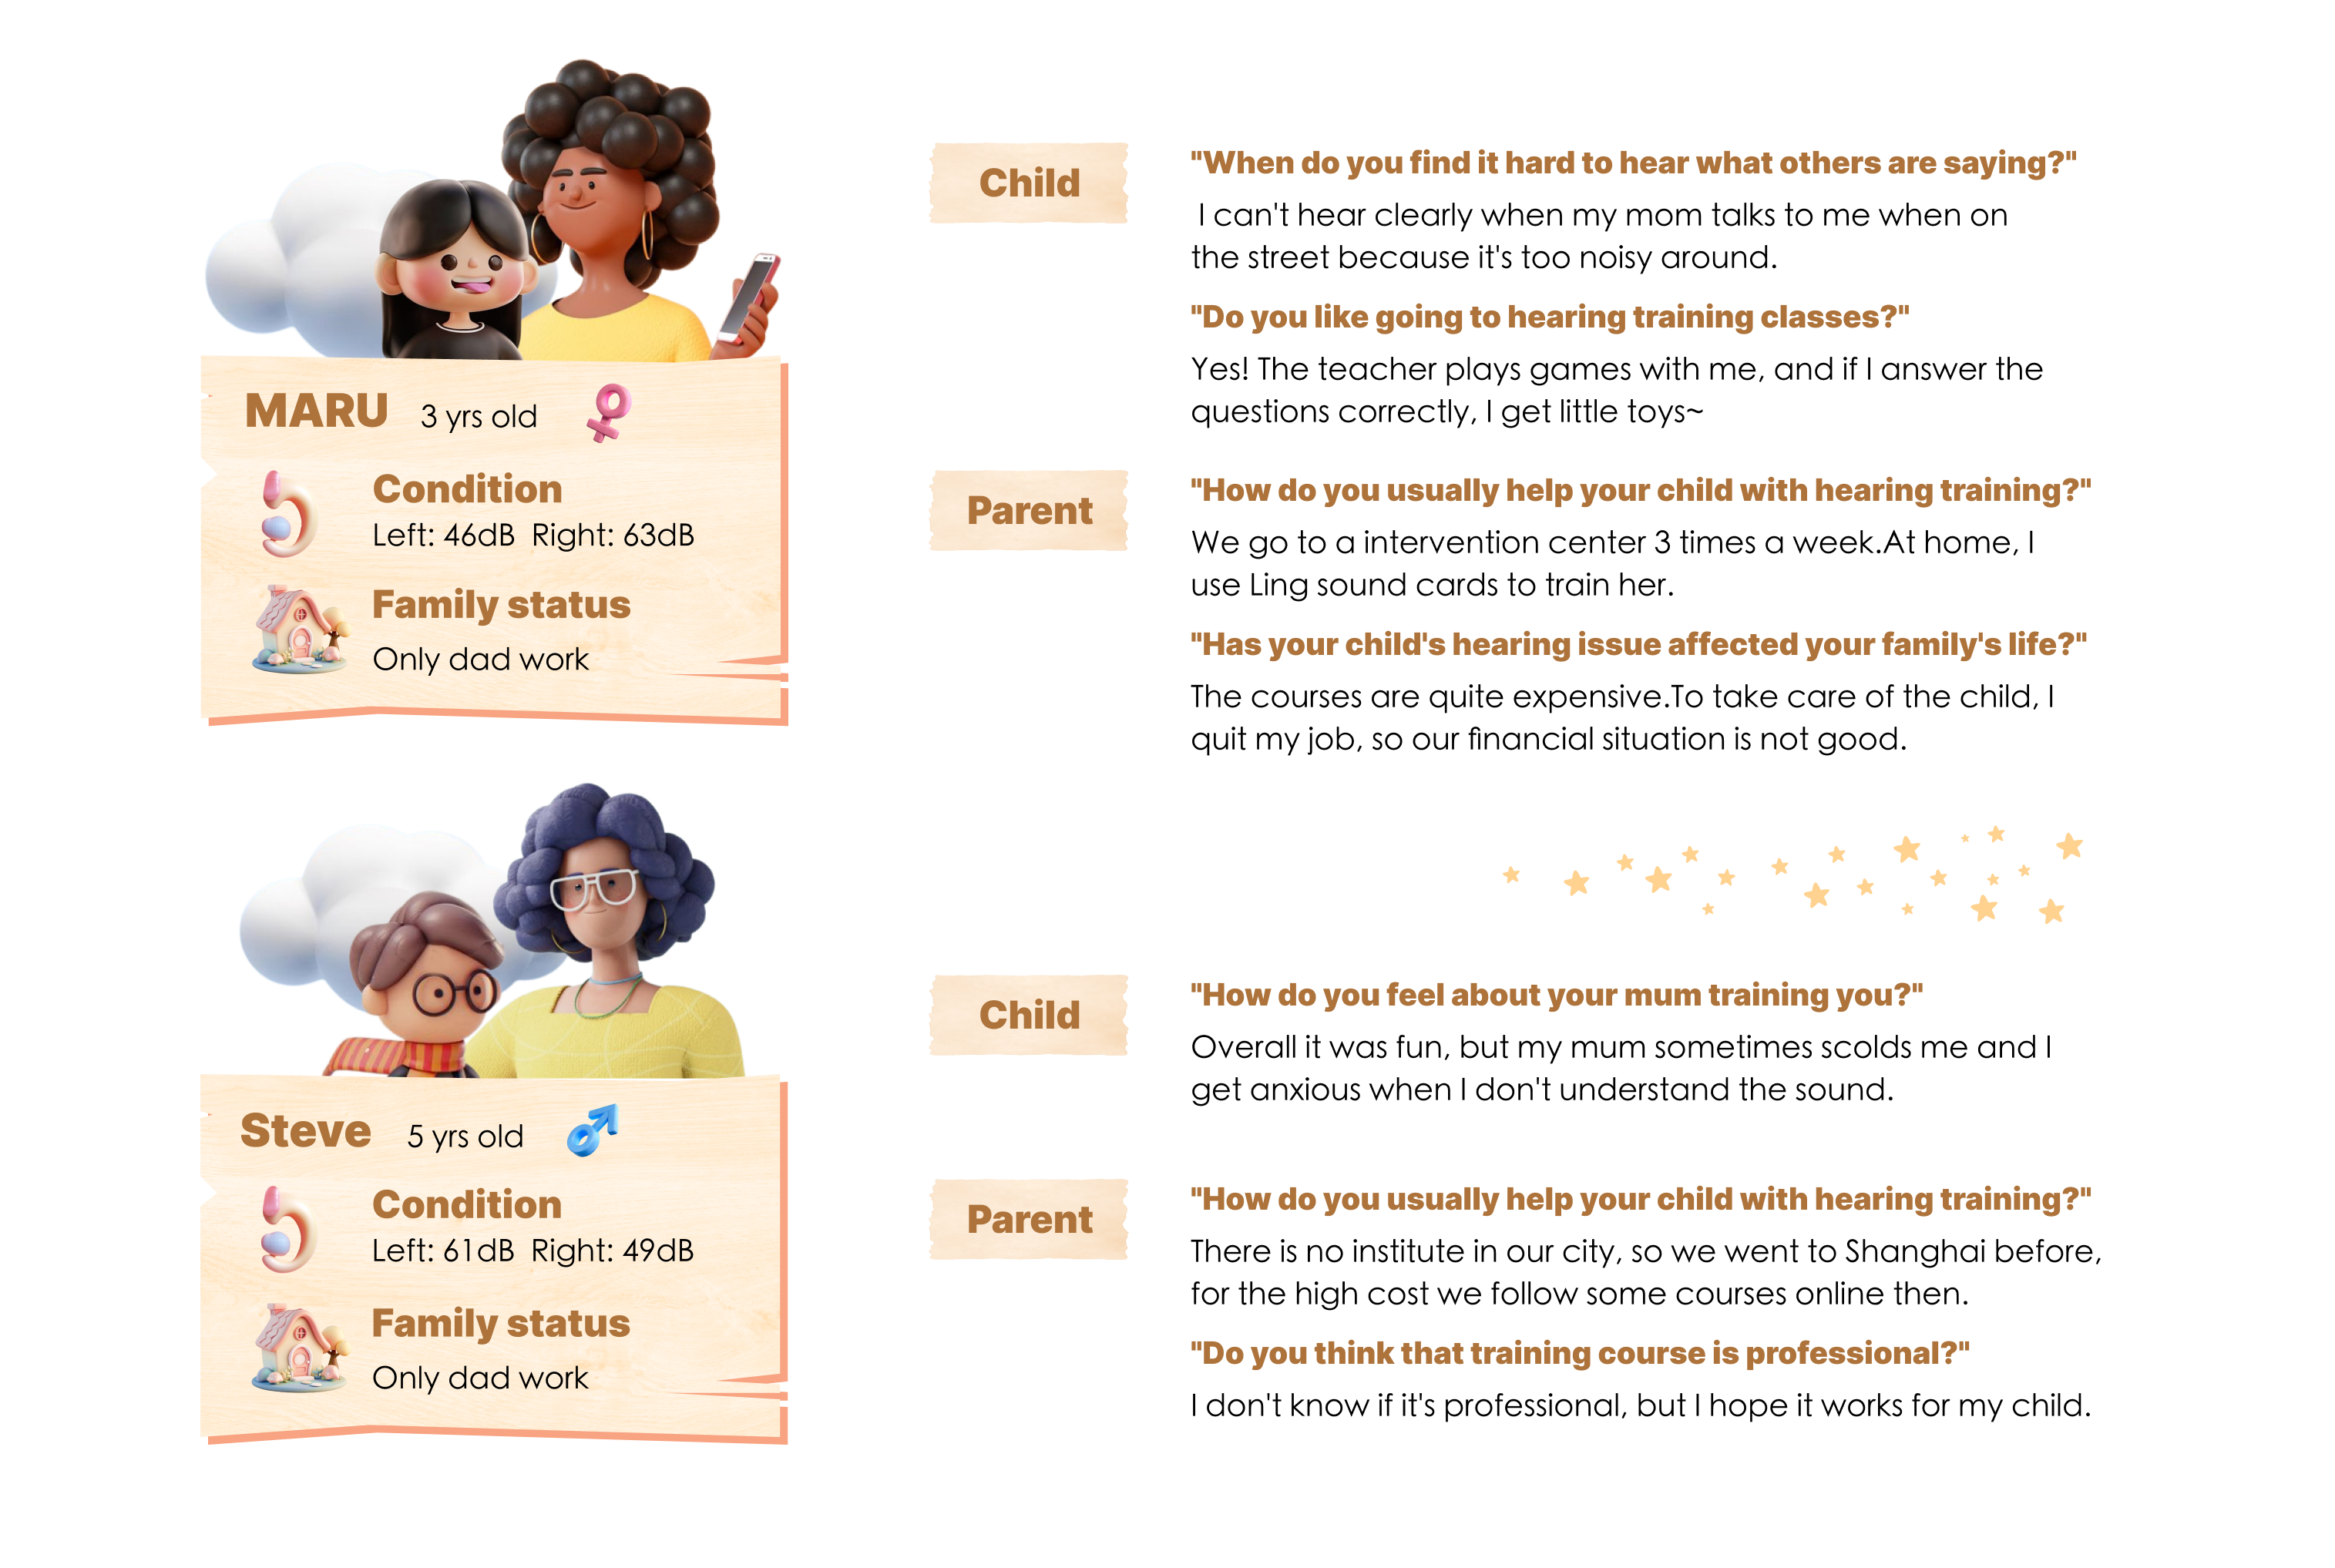 MARU 3 yrs old
Condition
Left: 46dB Right: 63dB
Family status
Only dad work
Child
"When do you find it hard to hear what others are saying?"
I can't hear clearly when my mom talks to me when on
the street because it's too noisy around.
"Do you like going to hearing training classes?"
Yes! The teacher plays games with me, and if I answer the
questions correctly, I get little toys~
Parent
"How do you usually help your child with hearing training?"
We go to a intervention center 3 times a week.At home, I
use Ling sound cards to train her.
"Has your child's hearing issue affected your family's life?"
The courses are quite expensive.To take care of the child, I
quit my job, so our financial situation is not good.
Steve 5 yrs old
Condition
Left: 61dB Right: 49dB
Family status
Only dad work
Child
"How do you feel about your mum training you?"
Overall it was fun, but my mum sometimes scolds me and I
get anxious when I don't understand the sound.
Parent
"How do you usually help your child with hearing training?"
There is no institute in our city, so we went to Shanghai before,
for the high cost we follow some courses online then.
"Do you think that training course is professional?"
I don't know if it's professional, but I hope it works for my child.